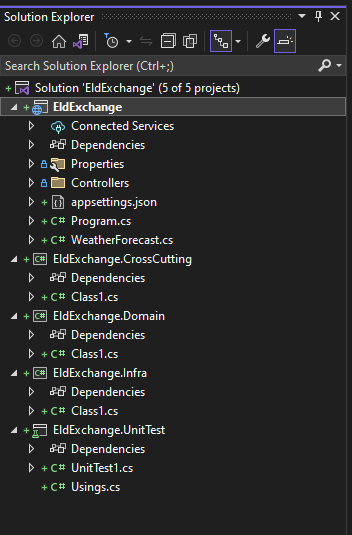 Solution Explorer
Search Solution Explorer (Ctrl+;)
Solution 'EldExchange' (5 of 5 projects)
EldExchange
Connected Services
Dependencies
Properties
Controllers
appsettings.json
C# Program.cs
C# WeatherForecast.cs
C# EldExchange.CrossCutting
Dependencies
C# Class1.cs
C# EldExchange.Domain
Dependencies
C# Class1.cs
C# EldExchange.Infra
Dependencies
C# Class1.cs
EldExchange.UnitTest
Dependencies
C# UnitTest1.cs
C# Usings.cs